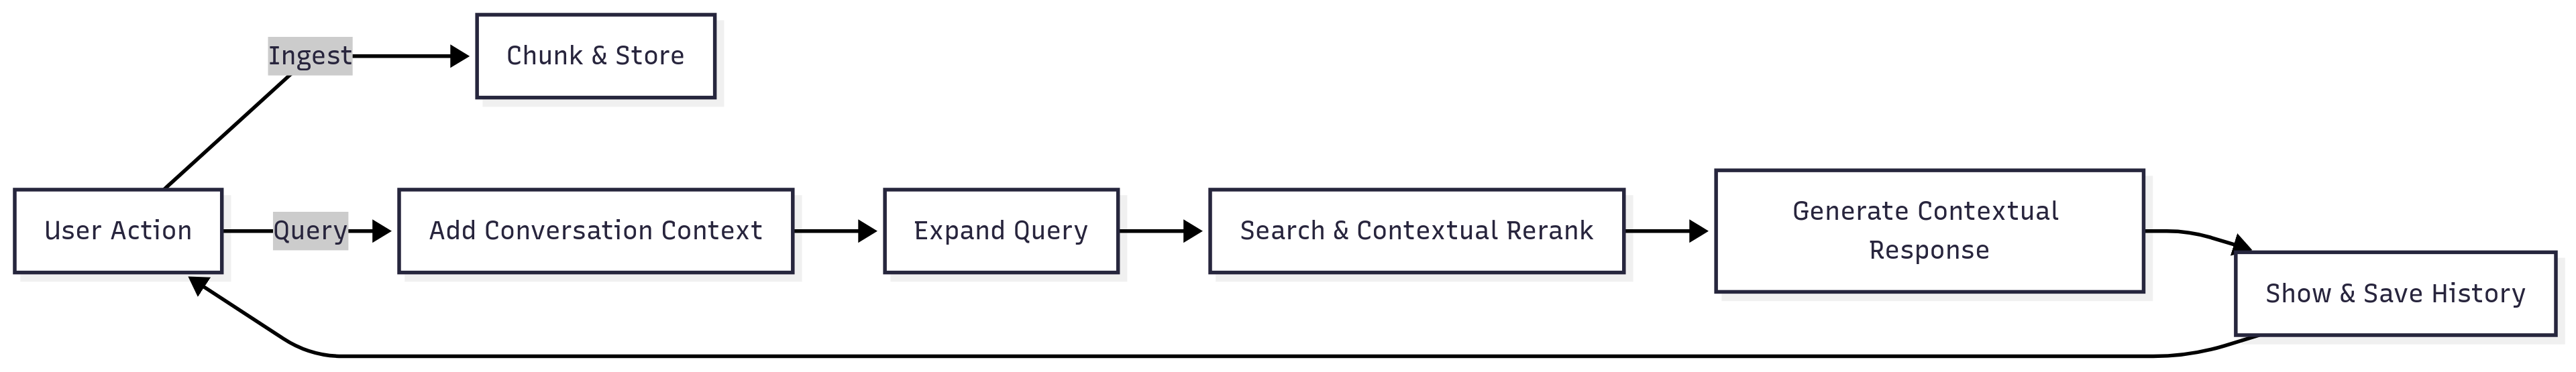 Ingest
Chunk & Store
User Action
Query
Add Conversation Context
Expand Query
Search & Contextual Rerank
Generate Contextual
Response
Show & Save History